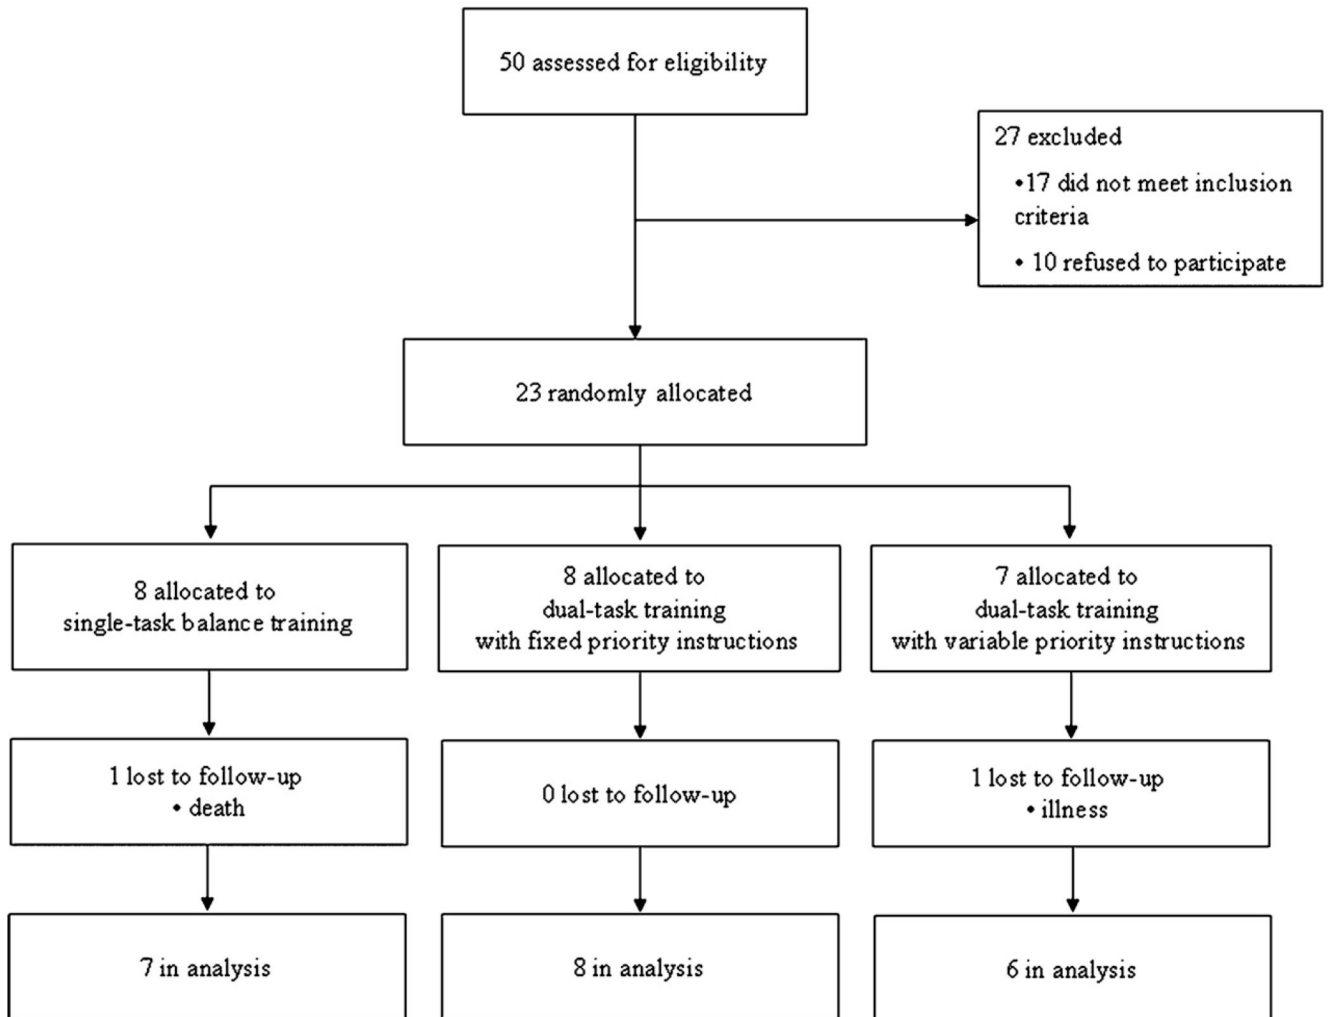 50 assessed for eligibility
27 excluded
•17 did not meet inclusion
criteria
• 10 refused to participate
23 randomly allocated
8 allocated to
single-task balance training
8 allocated to
dual-task training
with fixed priority instructions
7 allocated to
dual-task training
with variable priority instructions
1 lost to follow-up
• death
0 lost to follow-up
1 lost to follow-up
• illness
7 in analysis
8 in analysis
6 in analysis